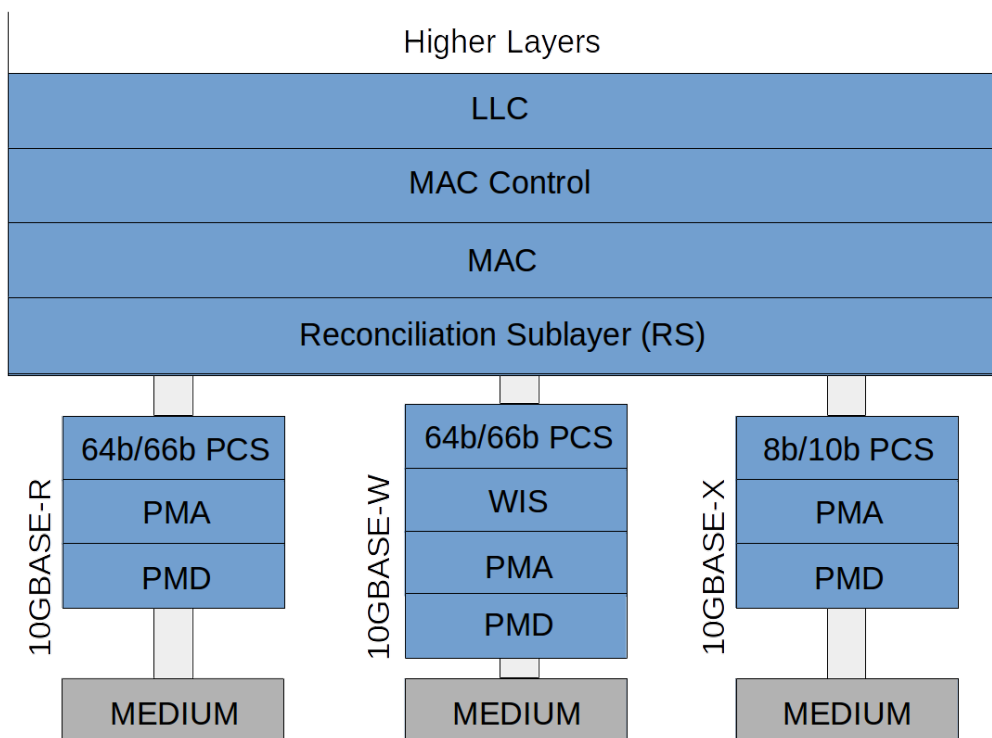 Higher Layers
LLC
MAC Control
MAC
Reconciliation Sublayer (RS)
10GBASE-R
64b/66b PCS
PMA
PMD
MEDIUM
10GBASE-W
64b/66b PCS
WIS
PMA
PMD
MEDIUM
10GBASE-X
8b/10b PCS
PMA
PMD
MEDIUM